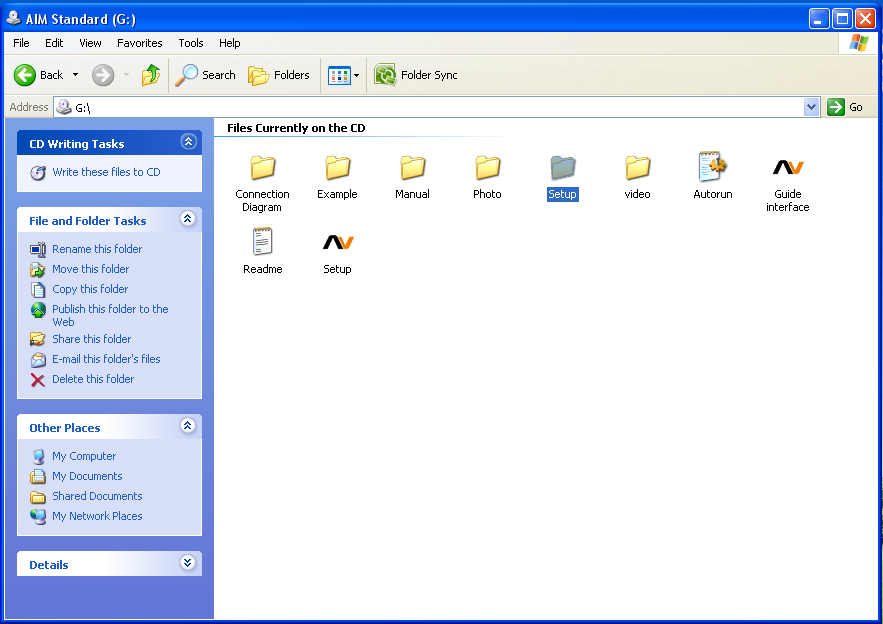 AIM Standard (G:)
File Edit View Favorites Tools Help
Back Search Folders Folder Sync
Address G:\ Go
CD Writing Tasks
Write these files to CD
File and Folder Tasks
Rename this folder
Move this folder
Copy this folder
Publish this folder to the
Web
Share this folder
E-mail this folder's files
Delete this folder
Other Places
My Computer
My Documents
Shared Documents
My Network Places
Details
Files Currently on the CD
Connection
Diagram
Example
Manual
Photo
Setup
video
Autorun
Guide
interface
Readme
Setup